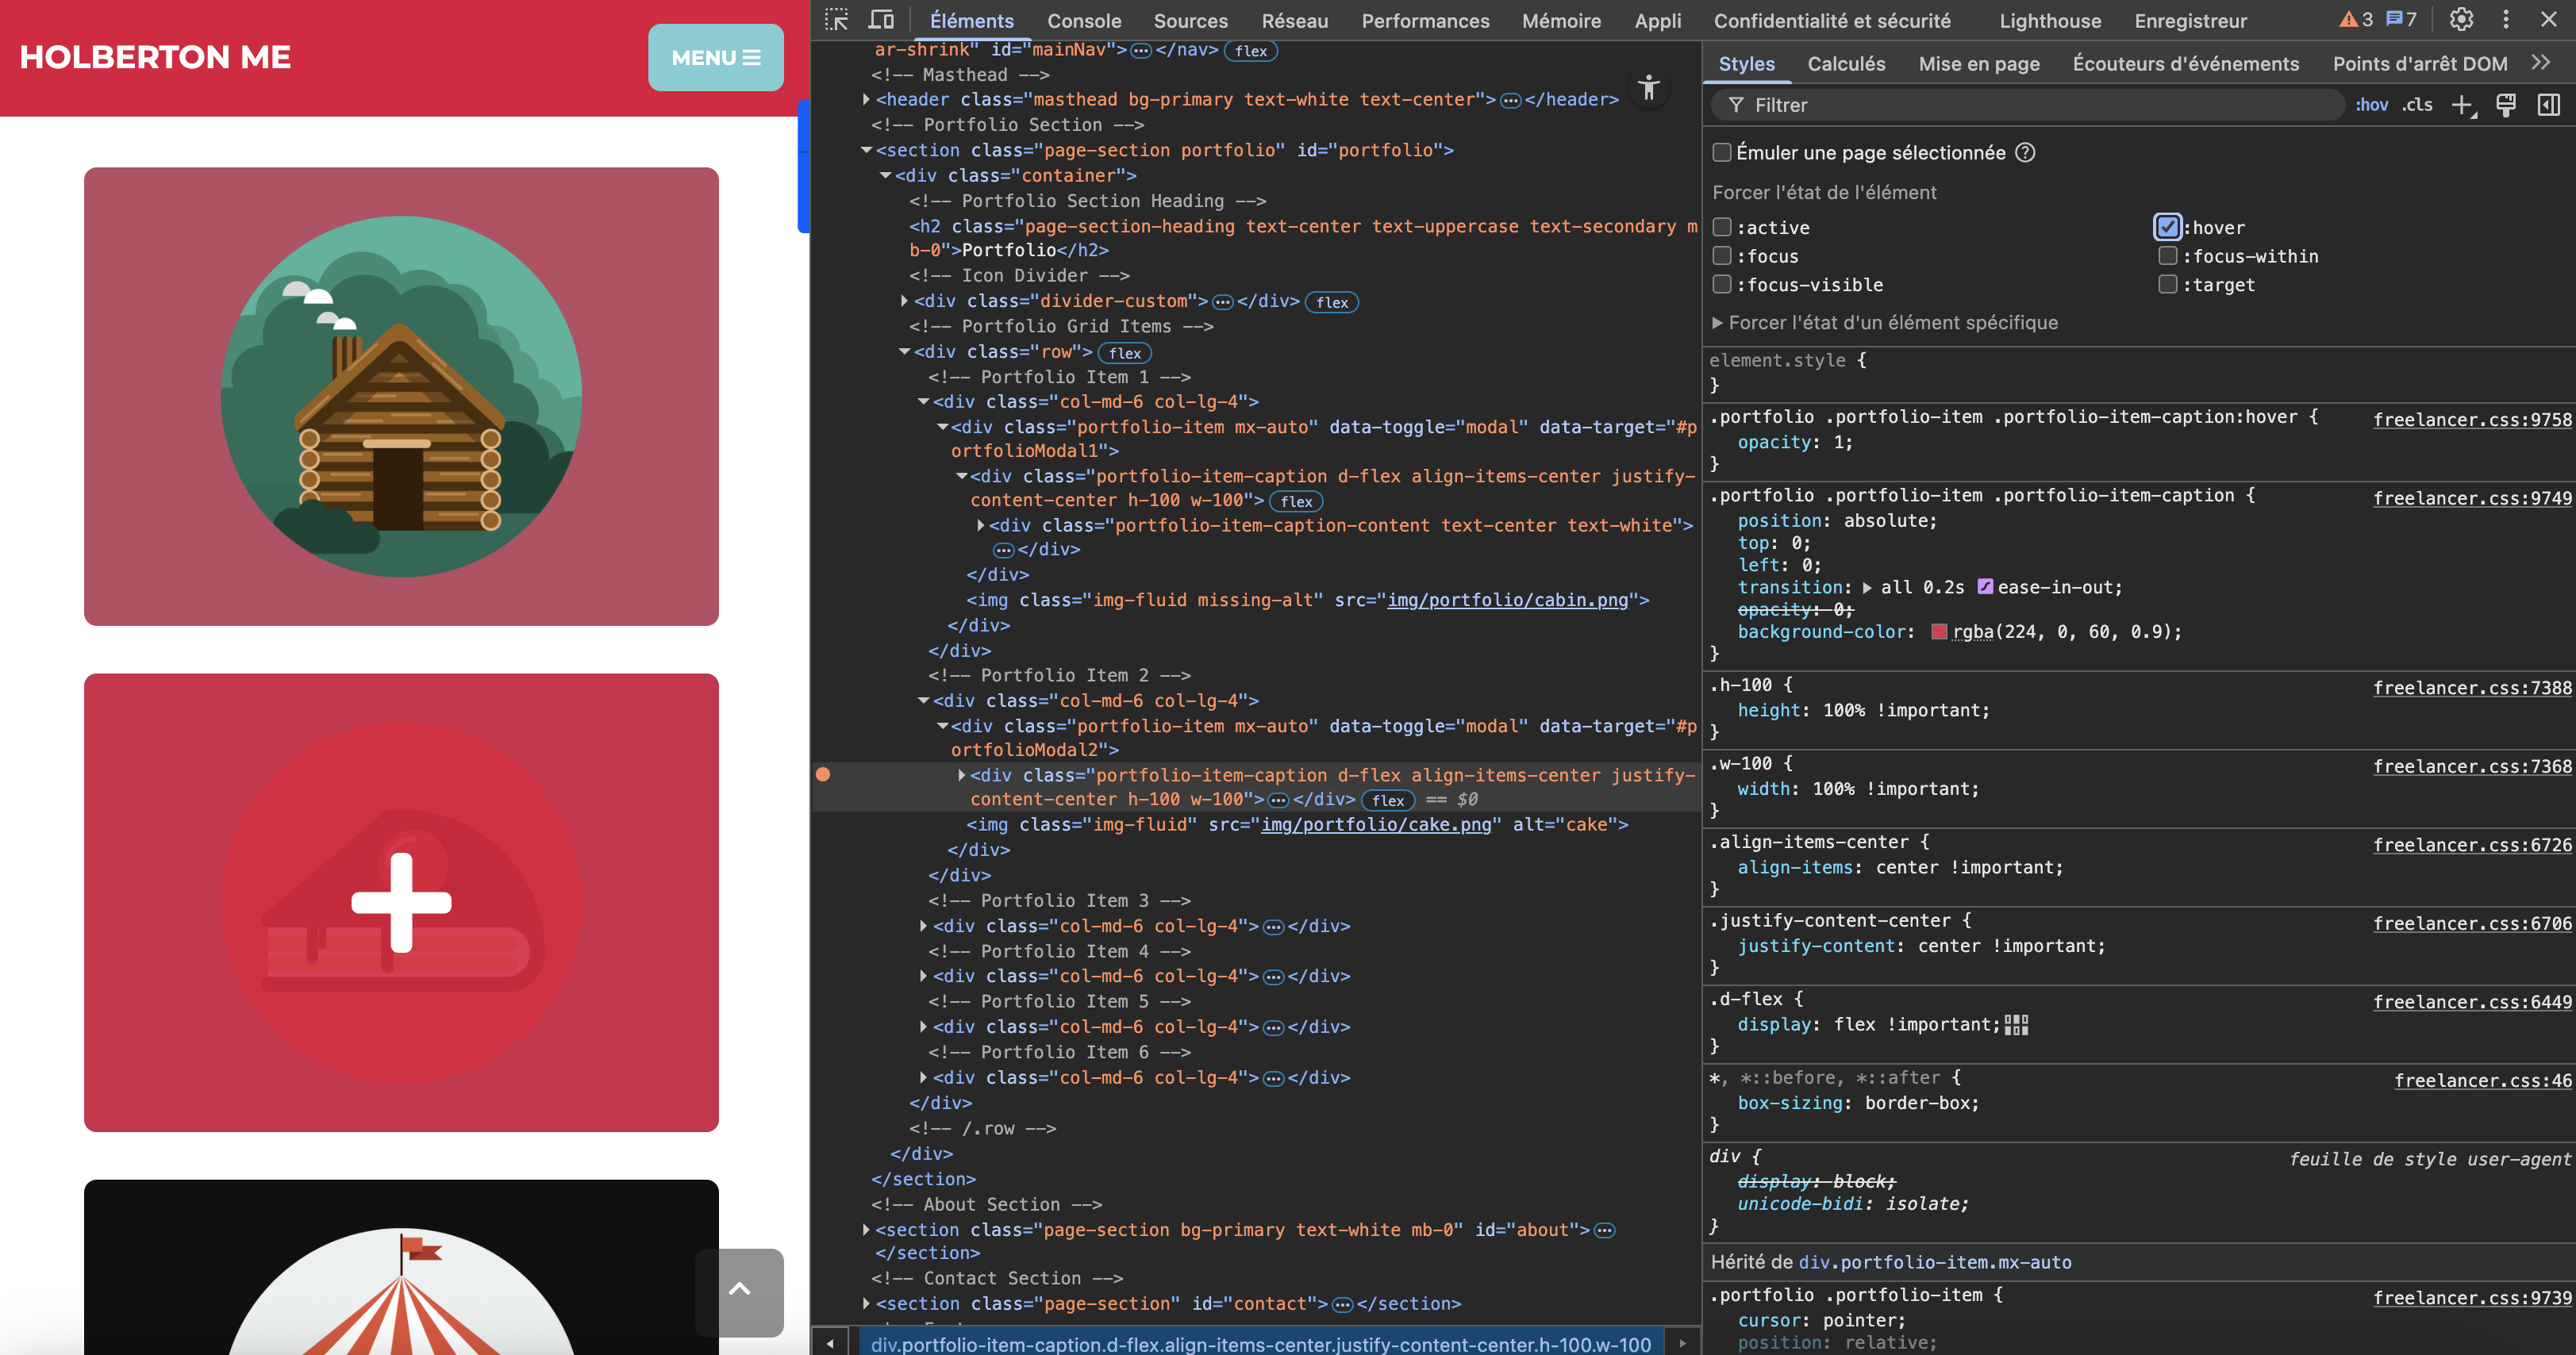 HOLBERTON ME
MENU
Éléments Console Sources Réseau Performances Mémoire Appli Confidentialité et sécurité Lighthouse Enregistreur 3 7
ar-shrink" id="mainNav"></nav> flex
<!-- Masthead -->
<header class="masthead bg-primary text-white text-center"></header>
<!-- Portfolio Section -->
<section class="page-section portfolio" id="portfolio">
<div class="container">
<!-- Portfolio Section Heading -->
<h2 class="page-section-heading text-center text-uppercase text-secondary m
b-0">Portfolio</h2>
<!-- Icon Divider -->
<div class="divider-custom"></div> flex
<!-- Portfolio Grid Items -->
<div class="row"> flex
<!-- Portfolio Item 1 -->
<div class="col-md-6 col-lg-4">
<div class="portfolio-item mx-auto" data-toggle="modal" data-target="#p
ortfolioModal1">
<div class="portfolio-item-caption d-flex align-items-center justify-
content-center h-100 w-100"> flex
<div class="portfolio-item-caption-content text-center text-white">
</div>
</div>
<img class="img-fluid missing-alt" src="img/portfolio/cabin.png">
</div>
</div>
<!-- Portfolio Item 2 -->
<div class="col-md-6 col-lg-4">
<div class="portfolio-item mx-auto" data-toggle="modal" data-target="#p
ortfolioModal2">
<div class="portfolio-item-caption d-flex align-items-center justify-
content-center h-100 w-100"></div> flex == $0
<img class="img-fluid" src="img/portfolio/cake.png" alt="cake">
</div>
</div>
<!-- Portfolio Item 3 -->
<div class="col-md-6 col-lg-4"></div>
<!-- Portfolio Item 4 -->
<div class="col-md-6 col-lg-4"></div>
<!-- Portfolio Item 5 -->
<div class="col-md-6 col-lg-4"></div>
<!-- Portfolio Item 6 -->
<div class="col-md-6 col-lg-4"></div>
</div>
<!-- /.row -->
</div>
</section>
<!-- About Section -->
<section class="page-section bg-primary text-white mb-0" id="about">
</section>
<!-- Contact Section -->
<section class="page-section" id="contact"></section>
div.portfolio-item-caption.d-flex.align-items-center.justify-content-center.h-100.w-100
Styles Calculés Mise en page Écouteurs d'événements Points d'arrêt DOM
Filtrer :hov .cls
Émuler une page sélectionnée
Forcer l'état de l'élément
:active :hover
:focus :focus-within
:focus-visible :target
Forcer l'état d'un élément spécifique
element.style {
}
.portfolio .portfolio-item .portfolio-item-caption:hover { freelancer.css:9758
opacity: 1;
}
.portfolio .portfolio-item .portfolio-item-caption { freelancer.css:9749
position: absolute;
top: 0;
left: 0;
transition: all 0.2s ease-in-out;
opacity: 0;
background-color: rgba(224, 0, 60, 0.9);
}
.h-100 { freelancer.css:7388
height: 100% !important;
}
.w-100 { freelancer.css:7368
width: 100% !important;
}
.align-items-center { freelancer.css:6726
align-items: center !important;
}
.justify-content-center { freelancer.css:6706
justify-content: center !important;
}
.d-flex { freelancer.css:6449
display: flex !important;
}
*, *::before, *::after { freelancer.css:46
box-sizing: border-box;
}
div { feuille de style user-agent
display: block;
unicode-bidi: isolate;
}
Hérité de div.portfolio-item.mx-auto
.portfolio .portfolio-item { freelancer.css:9739
cursor: pointer;
position: relative;